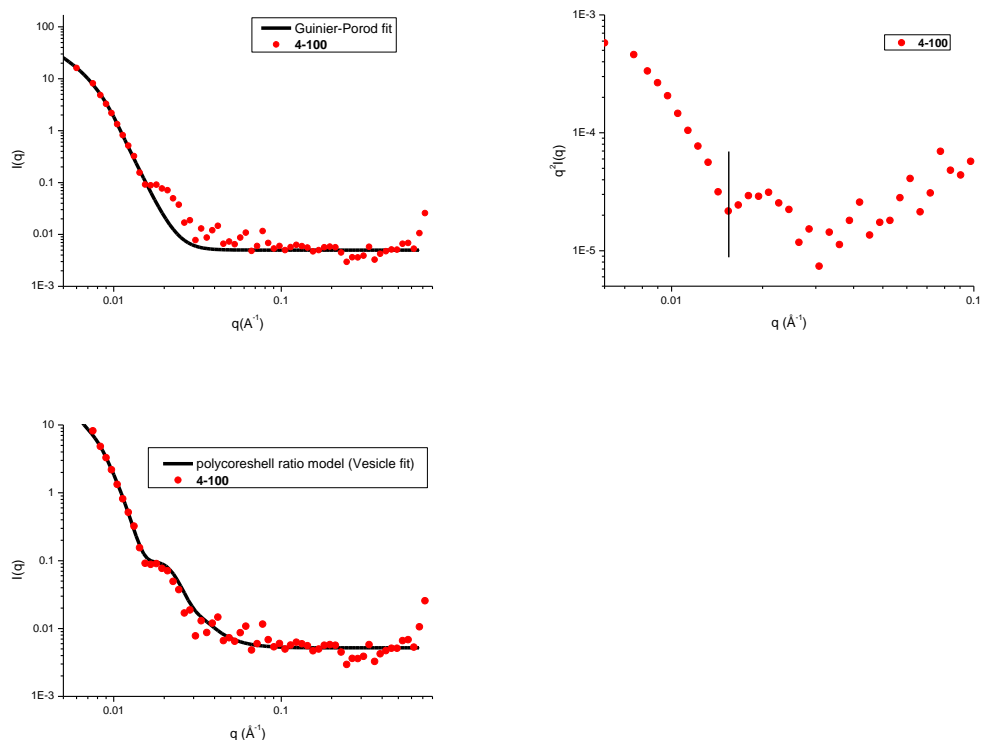 Guinier-Porod fit
4-100
100
10
1
0.1
0.01
1E-3
I(q)
0.01
0.1
q(A⁻¹)
4-100
1E-3
1E-4
1E-5
q²I(q)
0.01
0.1
q (Å⁻¹)
polycoreshell ratio model (Vesicle fit)
4-100
10
1
0.1
0.01
1E-3
I(q)
0.01
0.1
q (Å⁻¹)